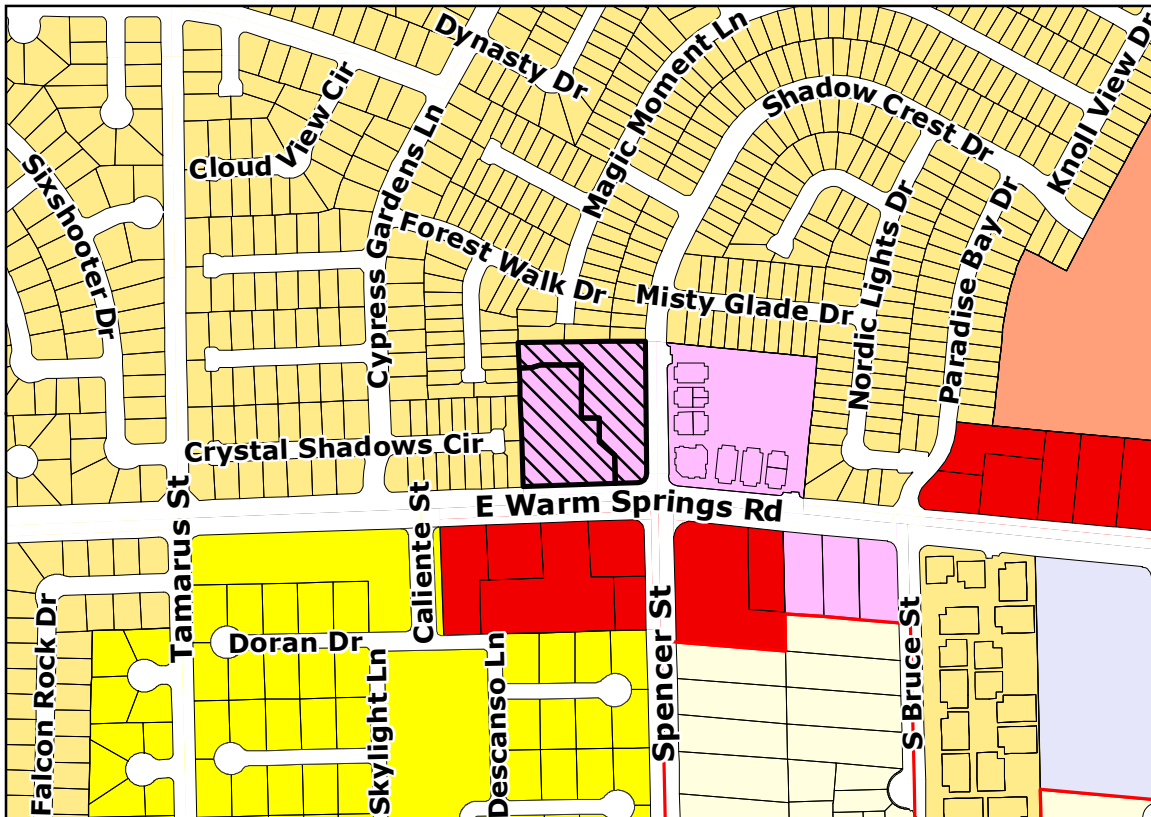 Dynasty Dr
Magic Moment Ln
Knoll View Dr
Shadow Crest Dr
Cloud View Cir
Cypress Gardens Ln
Sixshooter Dr
Forest Walk Dr
Nordic Lights Dr
Paradise Bay Dr
Misty Glade Dr
Crystal Shadows Cir
E Warm Springs Rd
Tamarus St
Caliente St
Spencer St
S Bruce St
Falcon Rock Dr
Doran Dr
Skylight Ln
Descanso Ln